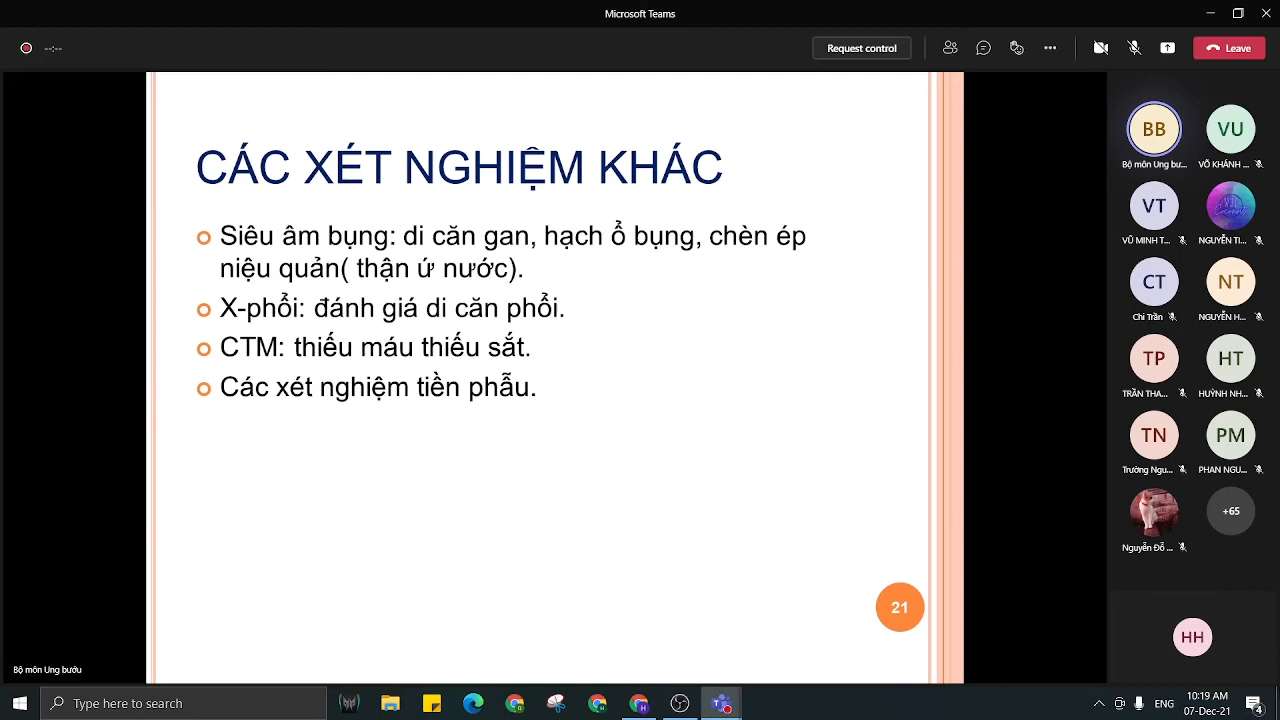 Microsoft Teams
--:--
Request control
Leave
CÁC XÉT NGHIỆM KHÁC
Siêu âm bụng: di căn gan, hạch ổ bụng, chèn ép
niệu quản( thận ứ nước).
X-phổi: đánh giá di căn phổi.
CTM: thiếu máu thiếu sắt.
Các xét nghiệm tiền phẫu.
21
Bộ môn Ung bướu
BB
VU
Bộ môn Ung bư...
VÕ KHÁNH ...
VT
VÕ MINH T...
NGUYỄN TI...
CT
NT
Chí Tần
NGUYỄN H...
TP
HT
TRẦN THA...
HUỲNH NH...
TN
PM
Trường Ngu...
PHAN NGU...
+65
Nguyễn Đỗ ...
HH
Type here to search
ENG
10:19 AM
07-Dec-21
4